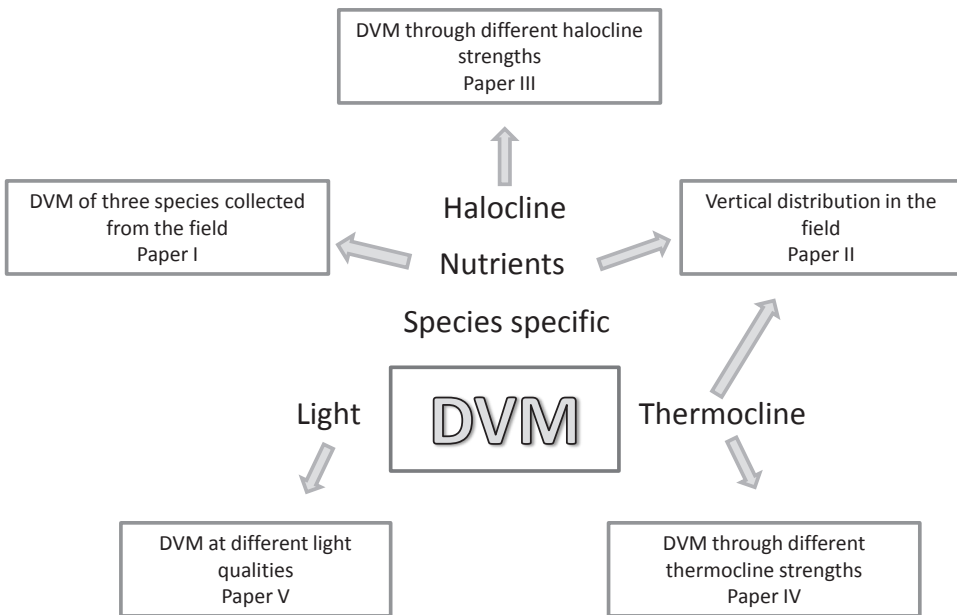 DVM through different halocline
strengths
Paper III
DVM of three species collected
from the field
Paper I
Halocline
Nutrients
Species specific
Vertical distribution in the
field
Paper II
Light
DVM
Thermocline
DVM at different light
qualities
Paper V
DVM through different
thermocline strengths
Paper IV